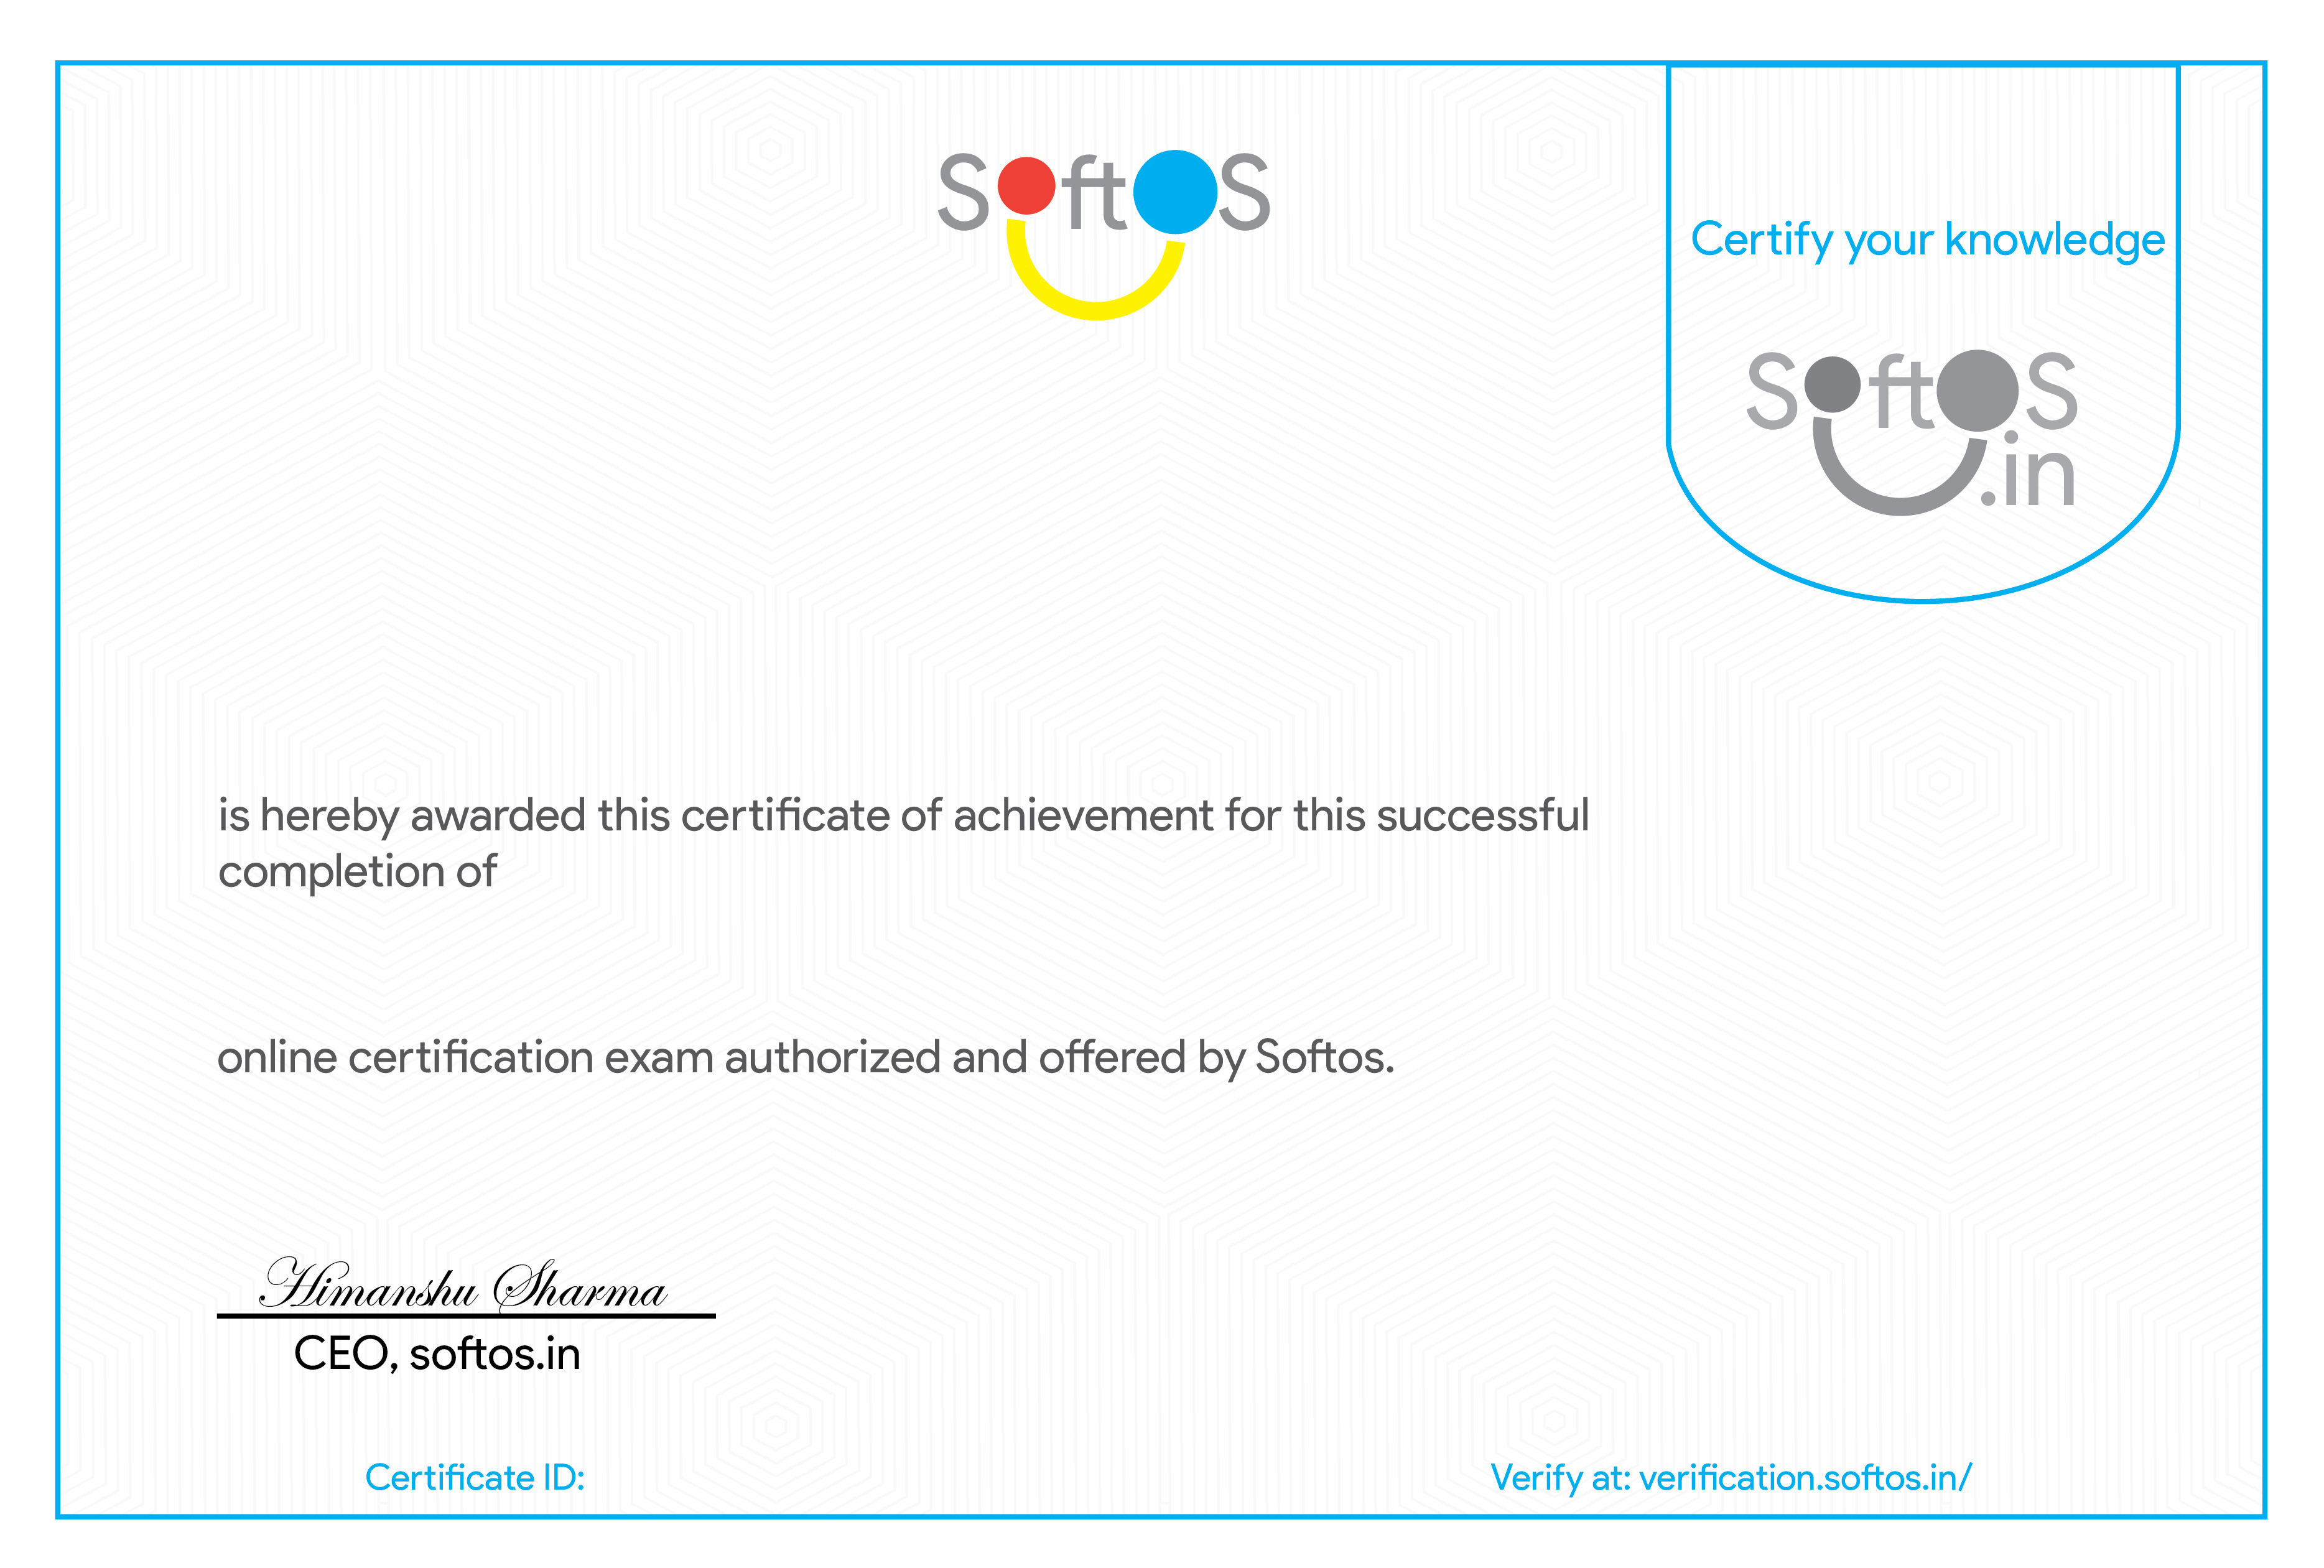 SoftOS
Certify your knowledge
SoftOS
.in
is hereby awarded this certificate of achievement for this successful
completion of
online certification exam authorized and offered by Softos.
Himanshu Sharma
CEO, softos.in
Certificate ID:
Verify at: verification.softos.in/